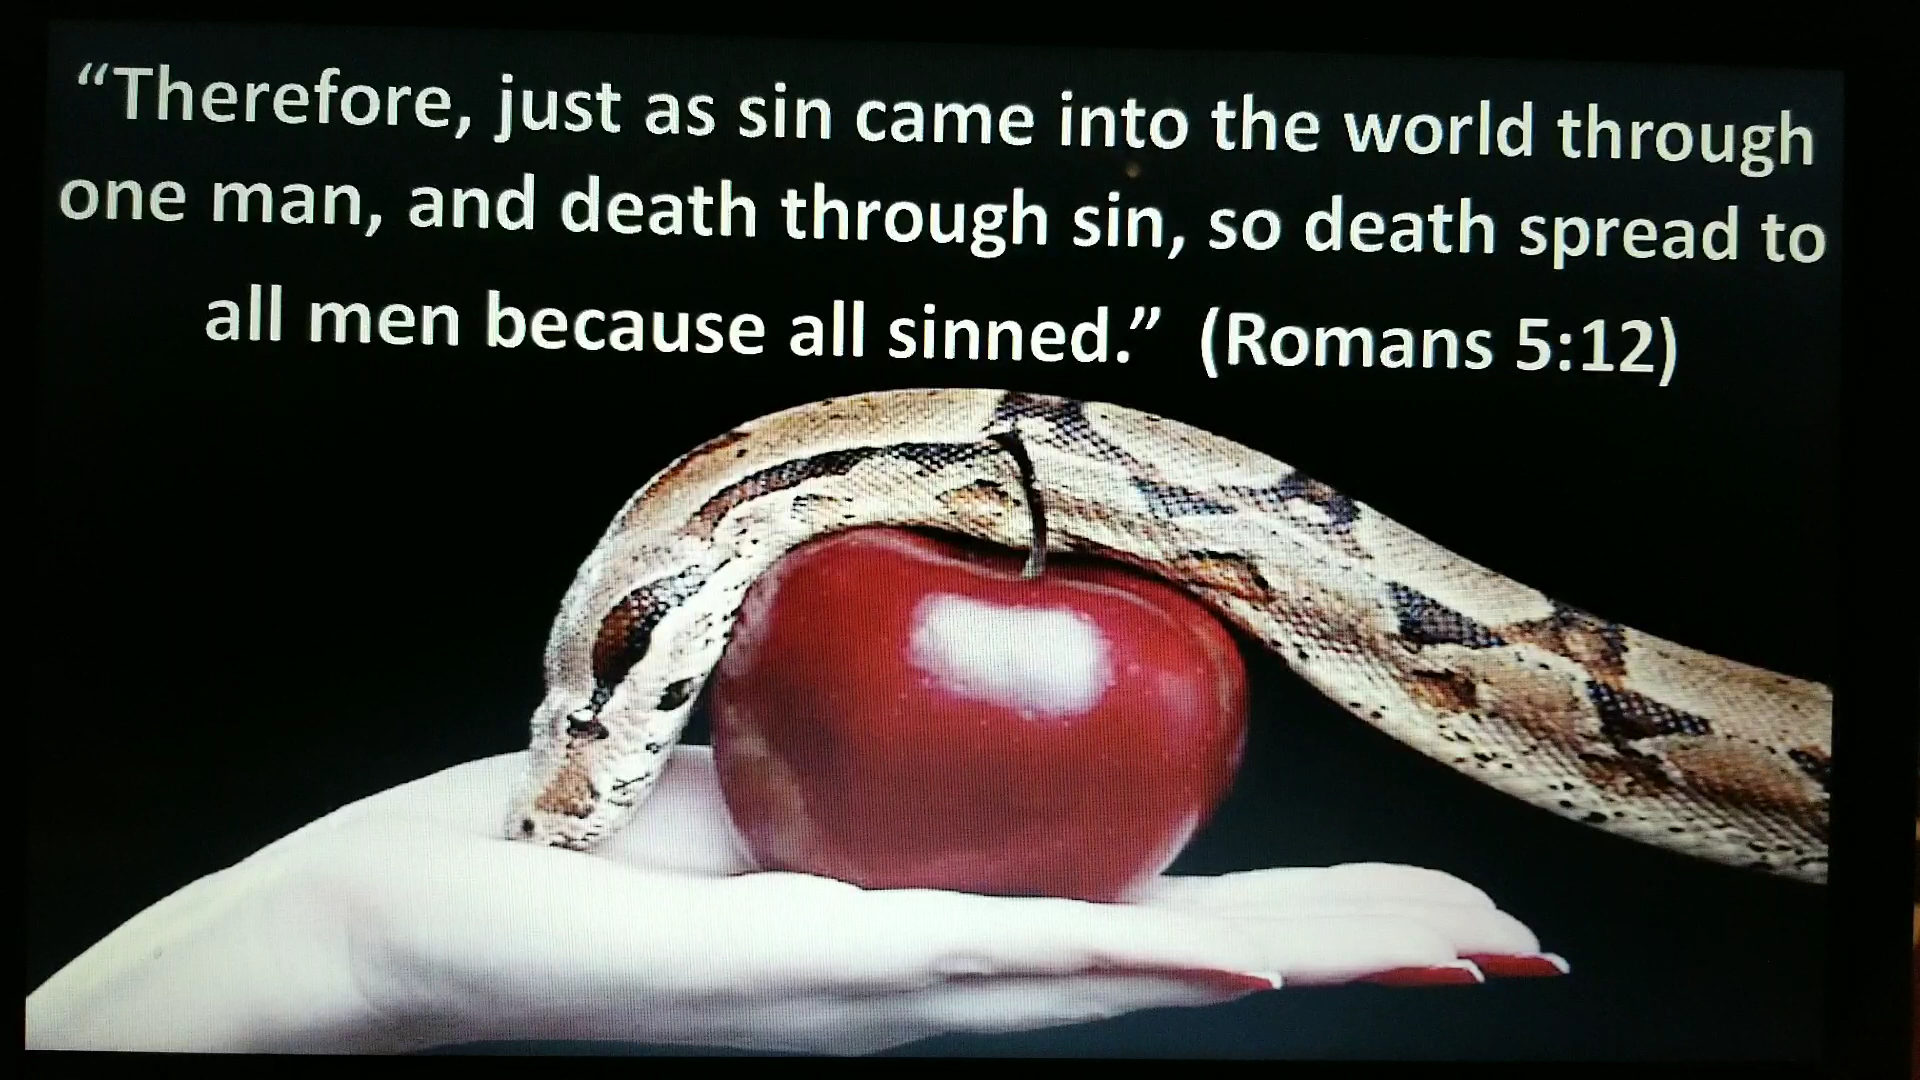 “Therefore, just as sin came into the world through
one man, and death through sin, so death spread to
all men because all sinned.” (Romans 5:12)